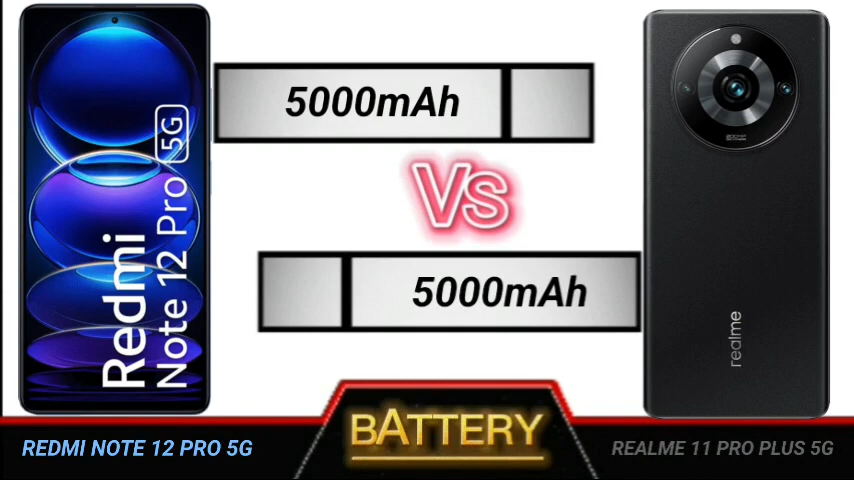 Redmi
Note 12 Pro 5G
5000mAh
VS
5000mAh
realme
BATTERY
REDMI NOTE 12 PRO 5G
REALME 11 PRO PLUS 5G